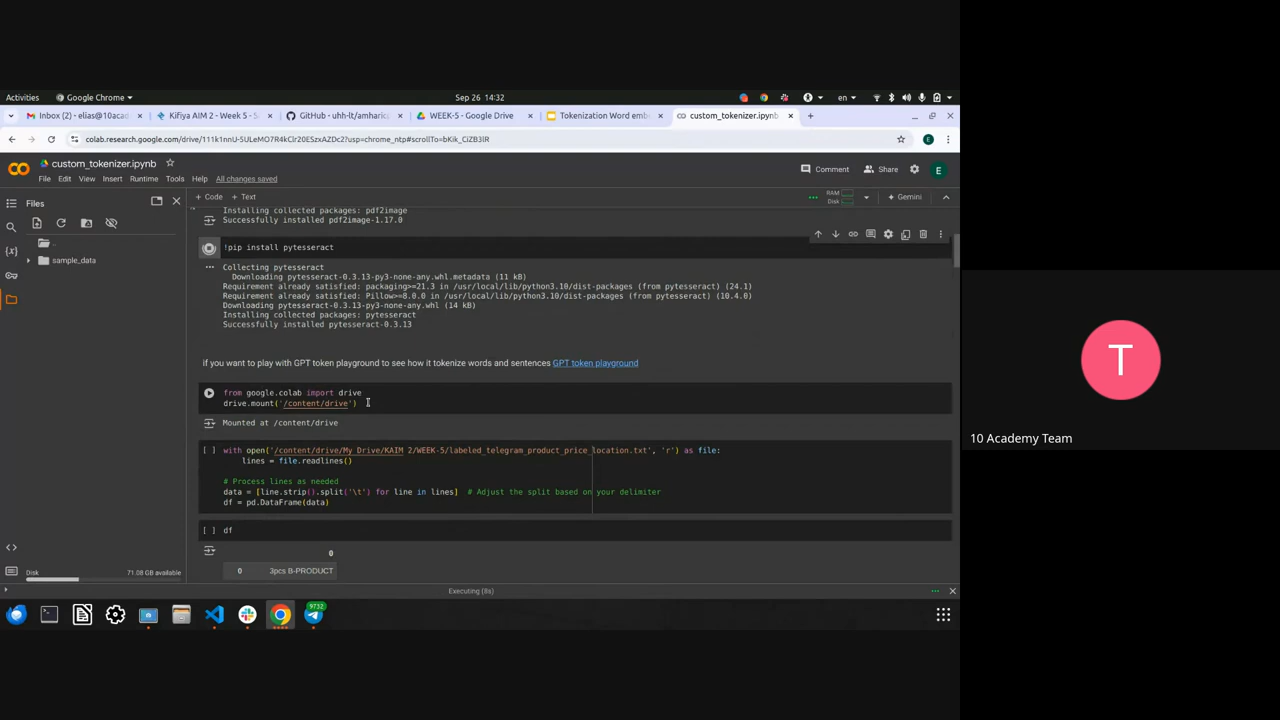 Activities
Google Chrome
Sep 26 14:32
en
Inbox (2) - elias@10acad
Kifiya AIM 2 - Week 5 - S
GitHub - uhh-lt/amharic
WEEK-5 - Google Drive
Tokenization Word emb
custom_tokenizer.ipynb
custom_tokenizer.ipynb
Comment
Share
E
File Edit View Insert Runtime Tools Help All changes saved
Files
+ Code + Text
RAM
Disk
Gemini
..
sample_data
Installing collected packages: pdf2image
Successfully installed pdf2image-1.17.0
!pip install pytesseract
Collecting pytesseract
Downloading pytesseract-0.3.13-py3-none-any.whl.metadata (11 kB)
Requirement already satisfied: packaging>=21.3 in /usr/local/lib/python3.10/dist-packages (from pytesseract) (24.1)
Requirement already satisfied: Pillow>=8.0.0 in /usr/local/lib/python3.10/dist-packages (from pytesseract) (10.4.0)
Downloading pytesseract-0.3.13-py3-none-any.whl (14 kB)
Installing collected packages: pytesseract
Successfully installed pytesseract-0.3.13
if you want to play with GPT token playground to see how it tokenize words and sentences GPT token playground
from google.colab import drive
drive.mount('/content/drive')
Mounted at /content/drive
[ ] with open('/content/drive/My Drive/KAIM 2/WEEK-5/labeled_telegram_product_price_location.txt', 'r') as file:
lines = file.readlines()
# Process lines as needed
data = [line.strip().split('\t') for line in lines] # Adjust the split based on your delimiter
df = pd.DataFrame(data)
[ ] df
0
0 3pcs B-PRODUCT
Disk 71.08 GB available
Executing (8s)
9732
T
10 Academy Team